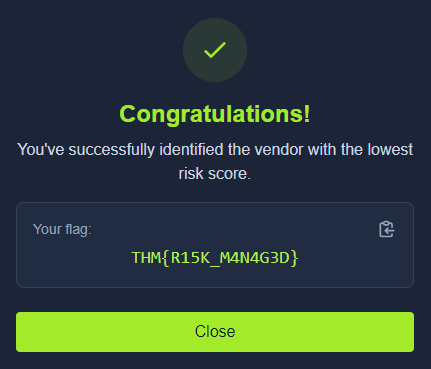 Congratulations!
You've successfully identified the vendor with the lowest
risk score.
Your flag:
THM{R15K_M4N4G3D}
Close